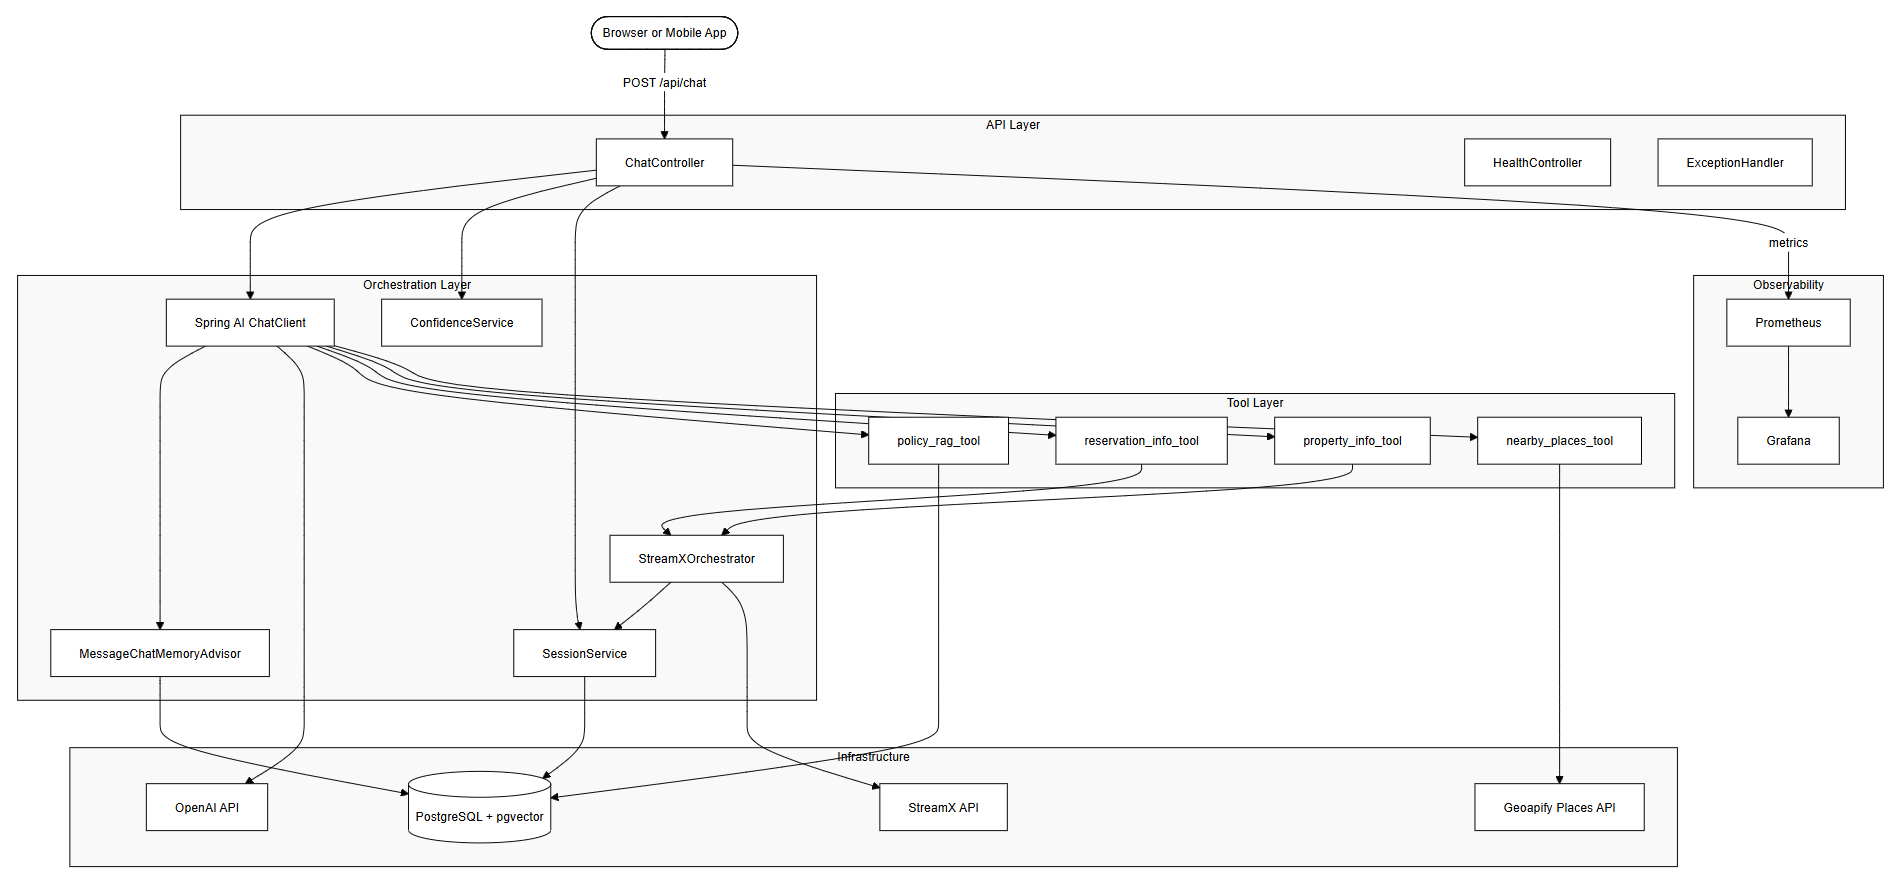 Browser or Mobile App
POST /api/chat
API Layer
ChatController
HealthController
ExceptionHandler
metrics
Orchestration Layer
Observability
Spring AI ChatClient
ConfidenceService
Prometheus
Tool Layer
policy_rag_tool
reservation_info_tool
property_info_tool
nearby_places_tool
Grafana
StreamXOrchestrator
MessageChatMemoryAdvisor
SessionService
Infrastructure
OpenAI API
PostgreSQL + pgvector
StreamX API
Geoapify Places API